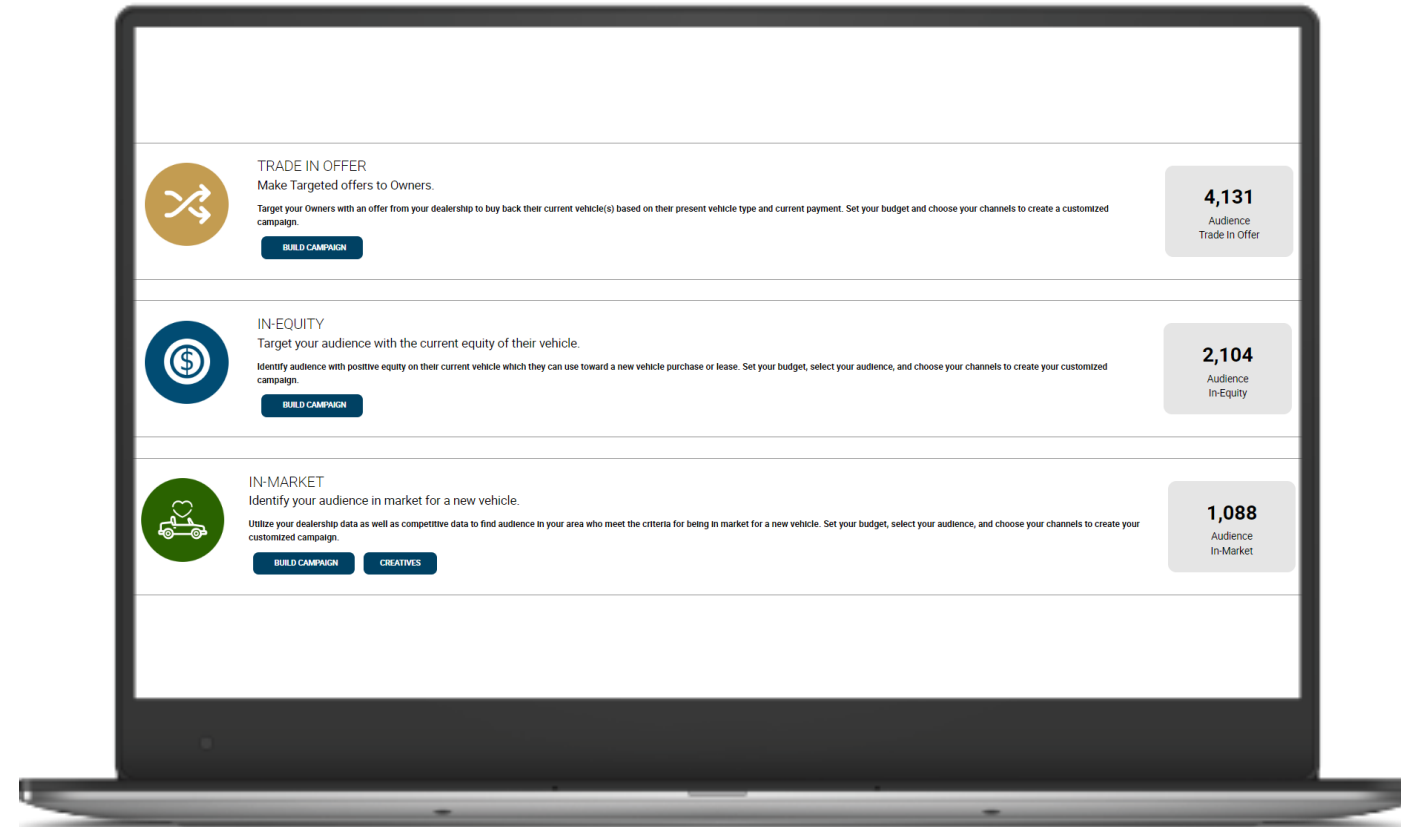 TRADE IN OFFER
Make Targeted offers to Owners.
Target your Owners with an offer from your dealership to buy back their current vehicle(s) based on their present vehicle type and current payment. Set your budget and choose your channels to create a customized
campaign.
BUILD CAMPAIGN
4,131
Audience
Trade In Offer
IN-EQUITY
Target your audience with the current equity of their vehicle.
Identify audience with positive equity on their current vehicle which they can use toward a new vehicle purchase or lease. Set your budget, select your audience, and choose your channels to create your customized
campaign.
BUILD CAMPAIGN
2,104
Audience
In-Equity
IN-MARKET
Identify your audience in market for a new vehicle.
Utilize your dealership data as well as competitive data to find audience in your area who meet the criteria for being in market for a new vehicle. Set your budget, select your audience, and choose your channels to create your
customized campaign.
BUILD CAMPAIGN
CREATIVES
1,088
Audience
In-Market